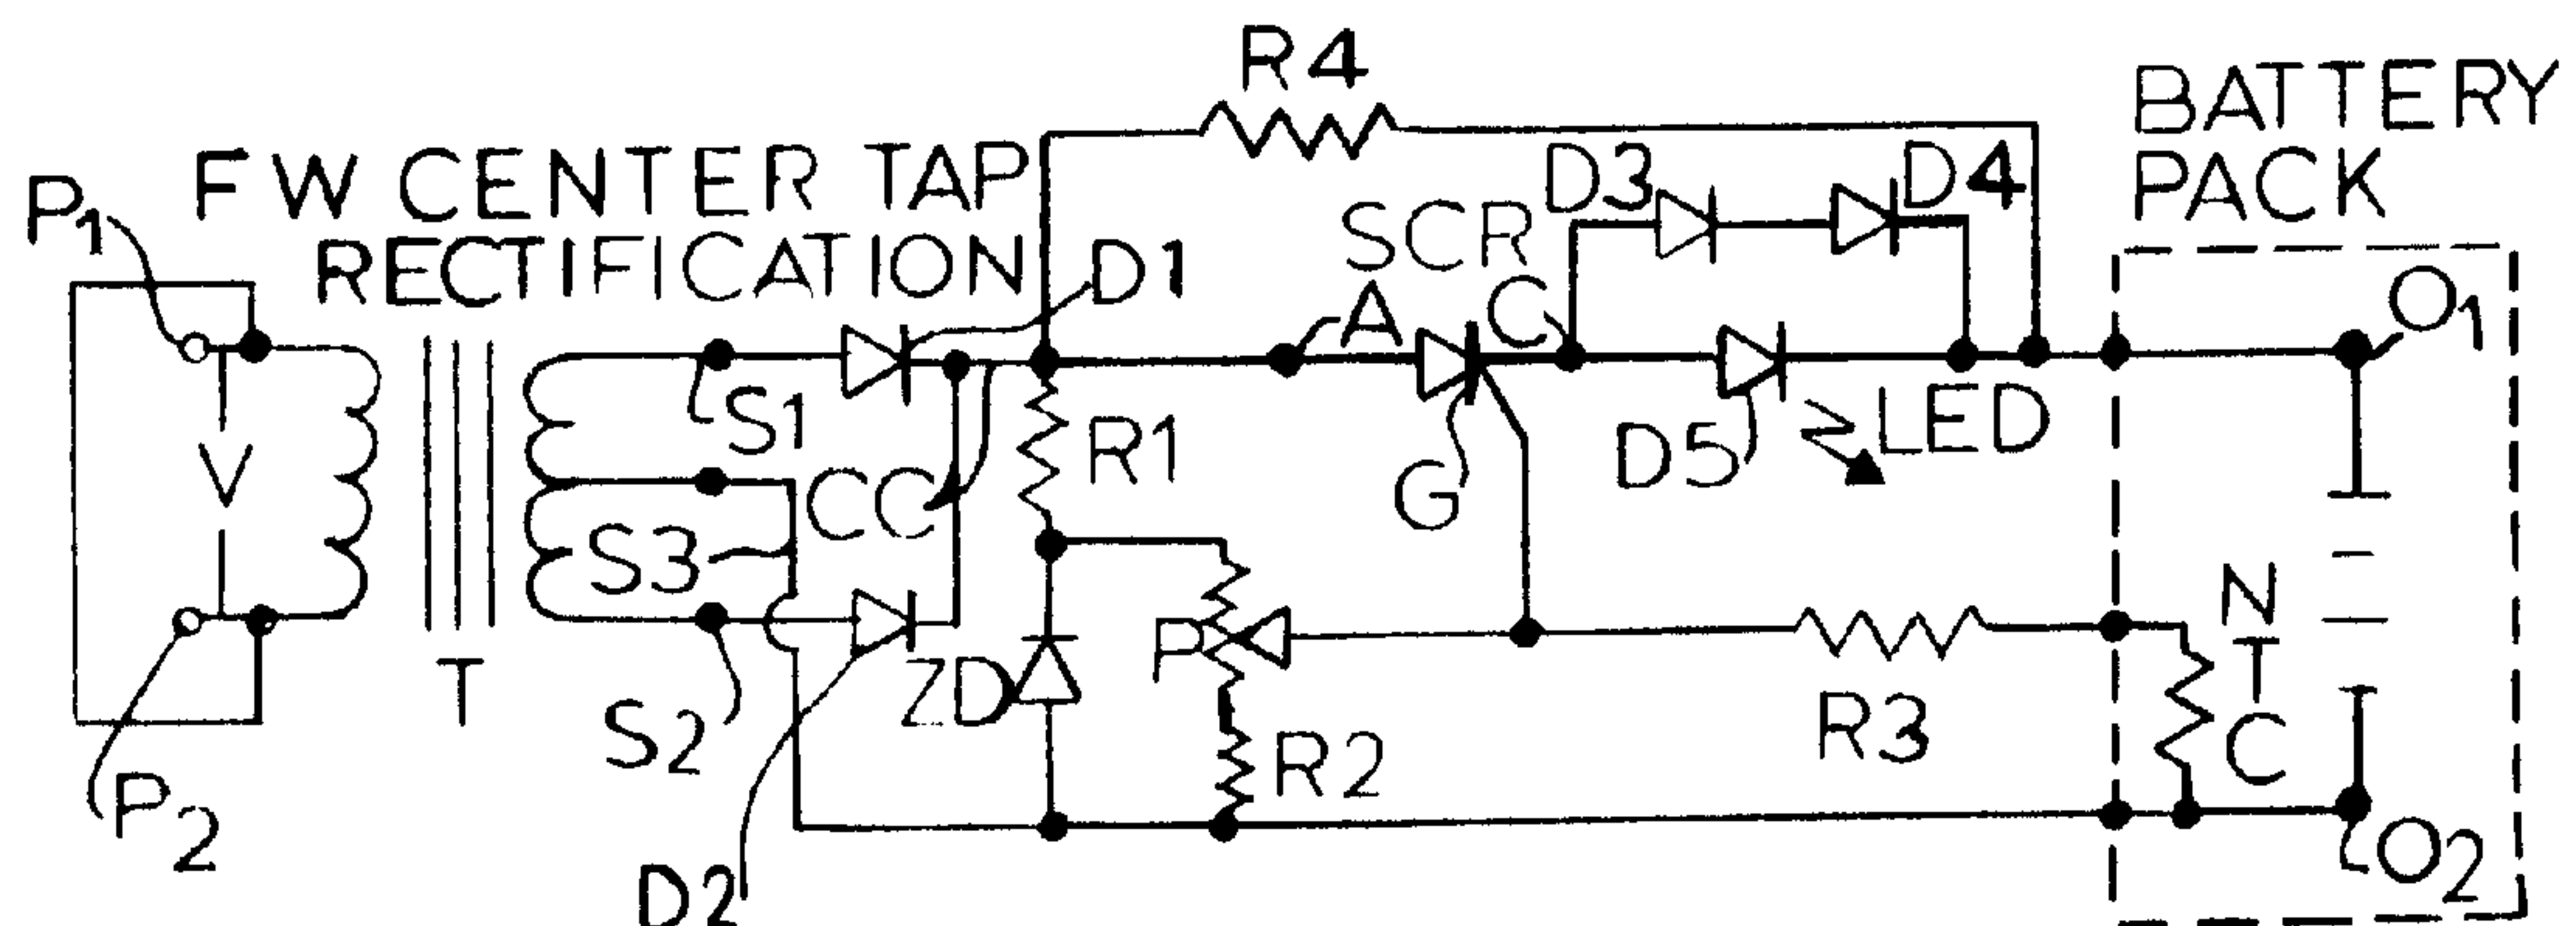 R4
BATTERY
PACK
FW CENTER TAP
RECTIFICATION
P1
D3
D4
SCR
D1
A
C
O1
S1
R1
LED
D5
V
CC
G
S3
N
T
C
P
ZD
T
S2
R2
R3
P2
D2
O2